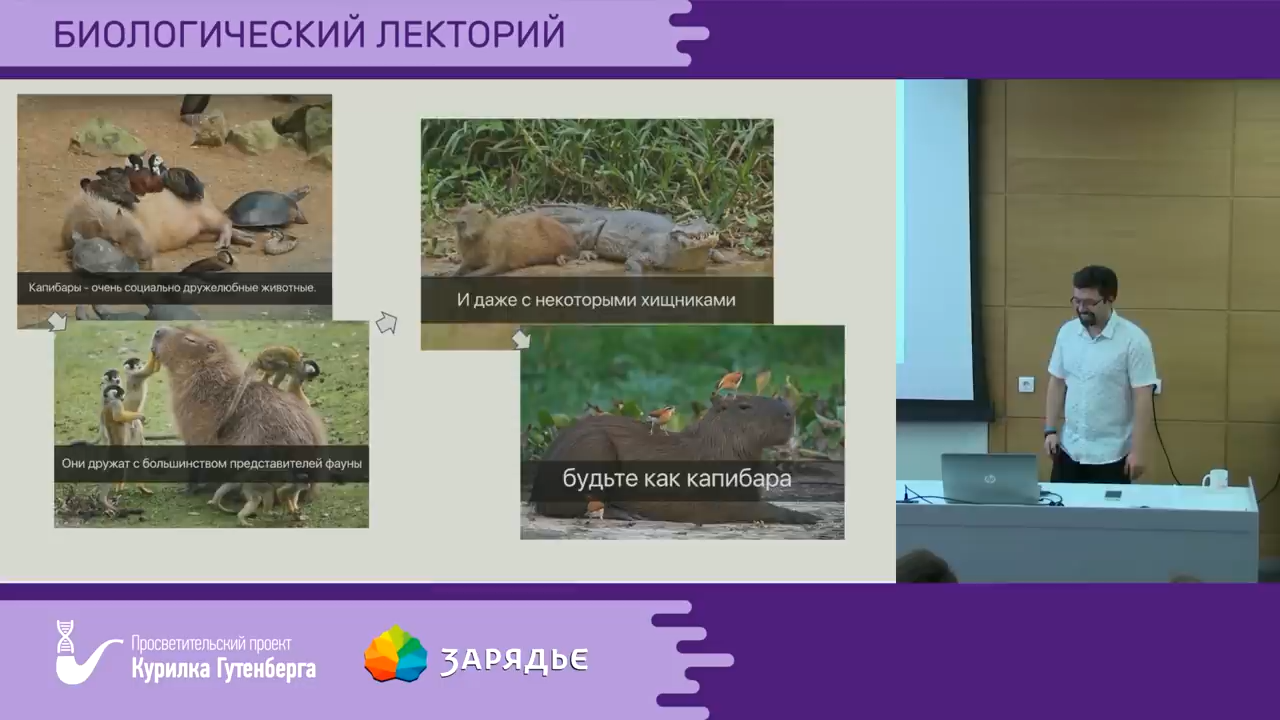 БИОЛОГИЧЕСКИЙ ЛЕКТОРИЙ
Капибары - очень социально дружелюбные животные.
Они дружат с большинством представителей фауны
И даже с некоторыми хищниками
будьте как капибара
Просветительский проект
Курилка Гутенберга
ЗАРЯДЬЕ
hp